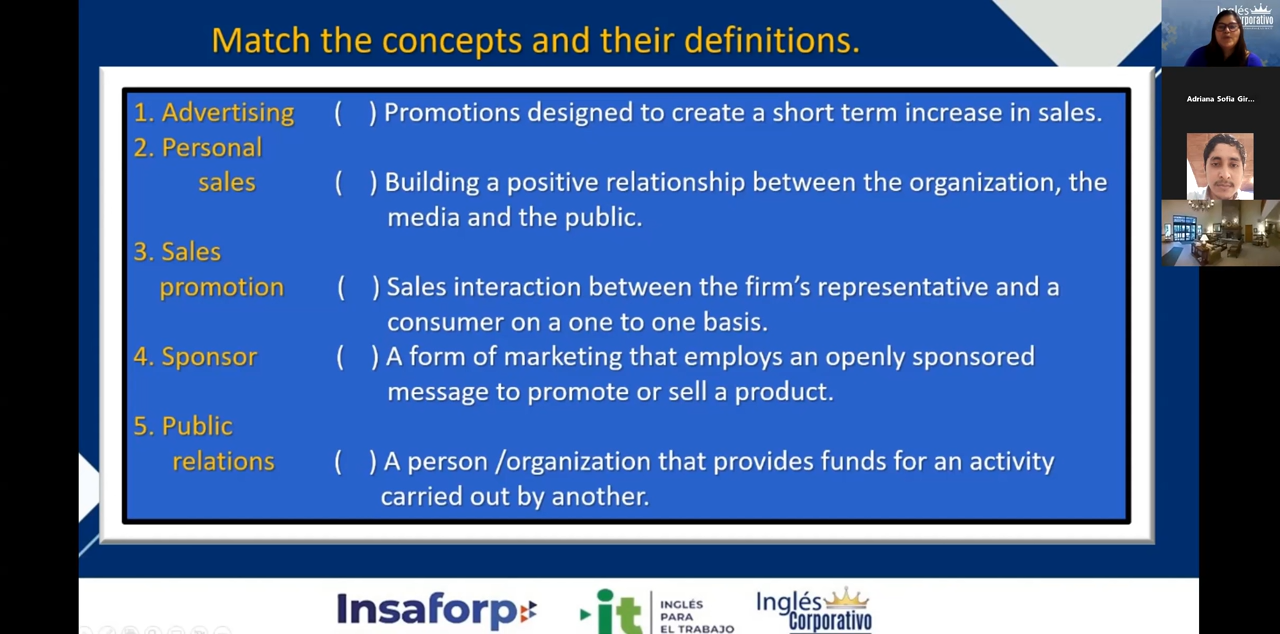 Match the concepts and their definitions.
1. Advertising ( ) Promotions designed to create a short term increase in sales.
2. Personal
sales ( ) Building a positive relationship between the organization, the
media and the public.
3. Sales
promotion ( ) Sales interaction between the firm’s representative and a
consumer on a one to one basis.
4. Sponsor ( ) A form of marketing that employs an openly sponsored
message to promote or sell a product.
5. Public
relations ( ) A person /organization that provides funds for an activity
carried out by another.
Insaforp
it INGLÉS
PARA
EL TRABAJO
Inglés
Corporativo
Adriana Sofia Gir...